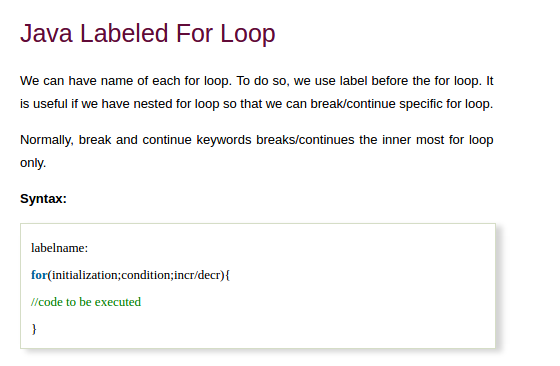 Java Labeled For Loop
We can have name of each for loop. To do so, we use label before the for loop. It
is useful if we have nested for loop so that we can break/continue specific for loop.
Normally, break and continue keywords breaks/continues the inner most for loop
only.
Syntax:
labelname:
for(initialization;condition;incr/decr){
//code to be executed
}